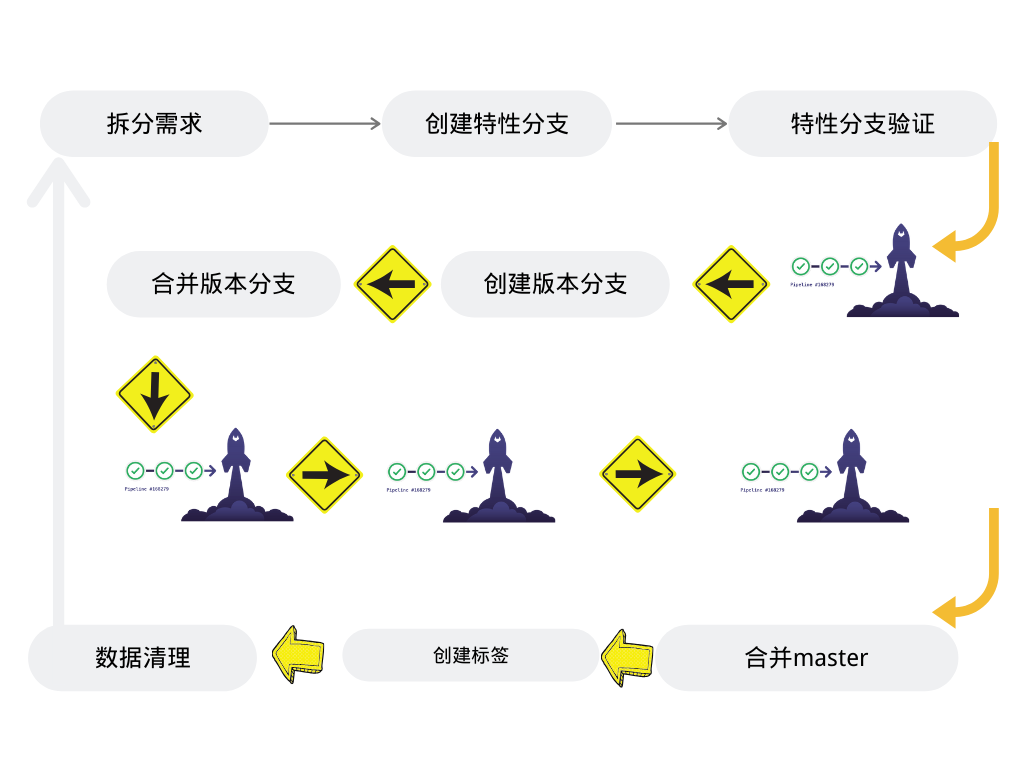 拆分需求
创建特性分支
特性分支验证
合并版本分支
创建版本分支
Pipeline #168279
Pipeline #168279
Pipeline #168279
Pipeline #168279
数据清理
创建标签
合并master